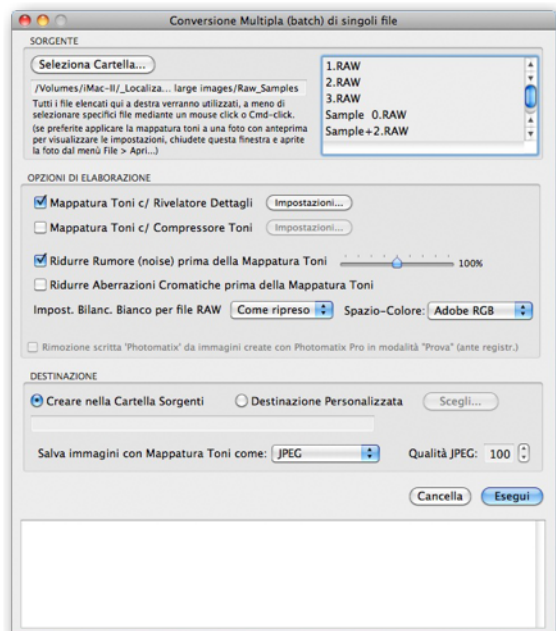 Conversione Multipla (batch) di singoli file
SORGENTE
Seleziona Cartella...
/Volumes/iMac-II/_Localiza... large images/Raw_Samples
Tutti i file elencati qui a destra verranno utilizzati, a meno di
selezionare specifici file mediante un mouse click o Cmd-click.
(se preferite applicare la mappatura toni a una foto con anteprima
per visualizzare le impostazioni, chiudete questa finestra e aprite
la foto dal menù File > Apri...)
1.RAW
2.RAW
3.RAW
Sample 0.RAW
Sample+2.RAW
OPZIONI DI ELABORAZIONE
Mappatura Toni c/ Rivelatore Dettagli Impostazioni...
Mappatura Toni c/ Compressore Toni Impostazioni...
Ridurre Rumore (noise) prima della Mappatura Toni 100%
Ridurre Aberrazioni Cromatiche prima della Mappatura Toni
Impost. Bilanc. Bianco per file RAW Come ripreso Spazio-Colore: Adobe RGB
Rimozione scritta 'Photomatix' da immagini create con Photomatix Pro in modalità "Prova" (ante registr.)
DESTINAZIONE
Creare nella Cartella Sorgenti Destinazione Personalizzata Scegli...
Salva immagini con Mappatura Toni come: JPEG Qualità JPEG: 100
Cancella Esegui